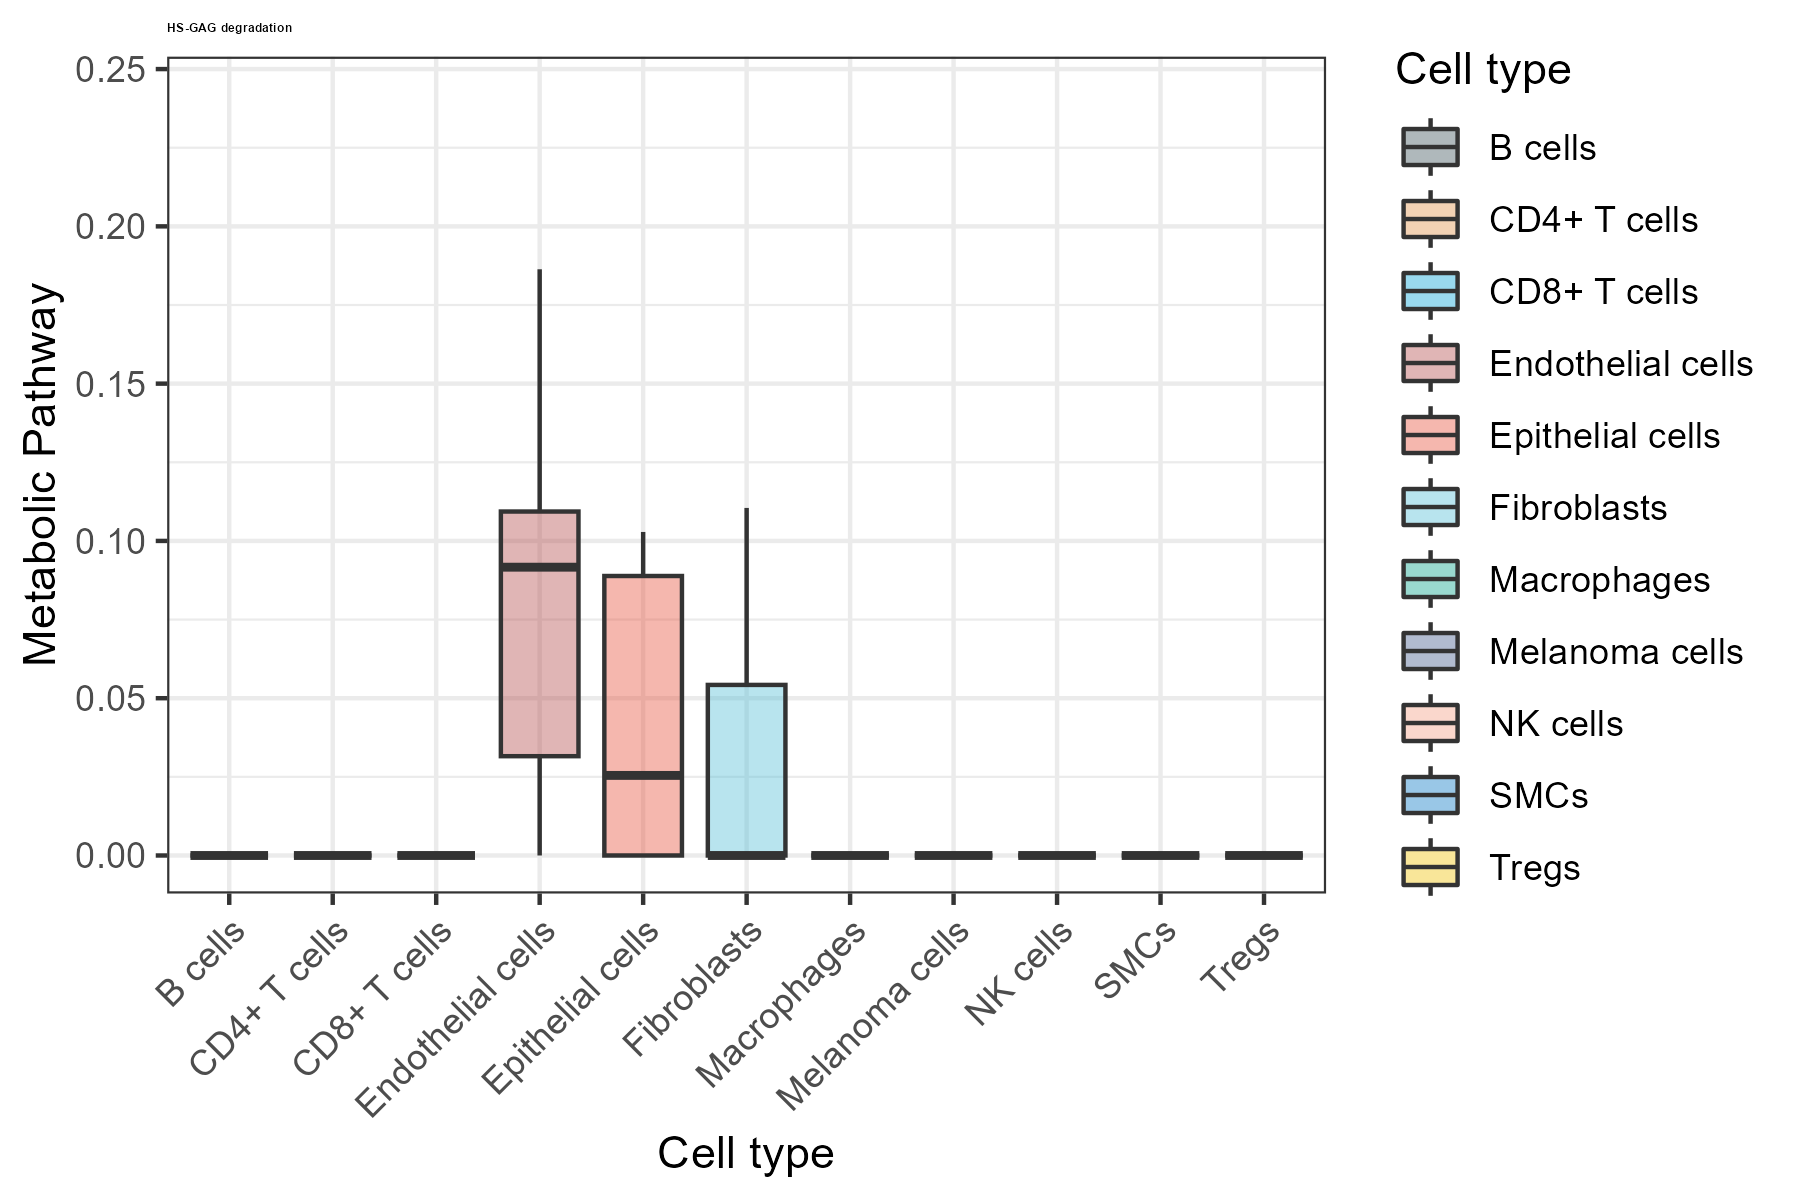 HS-GAG degradation
0.25
0.20
0.15
0.10
0.05
0.00
Metabolic Pathway
B cells
CD4+ T cells
CD8+ T cells
Endothelial cells
Epithelial cells
Fibroblasts
Macrophages
Melanoma cells
NK cells
SMCs
Tregs
Cell type
Cell type
B cells
CD4+ T cells
CD8+ T cells
Endothelial cells
Epithelial cells
Fibroblasts
Macrophages
Melanoma cells
NK cells
SMCs
Tregs